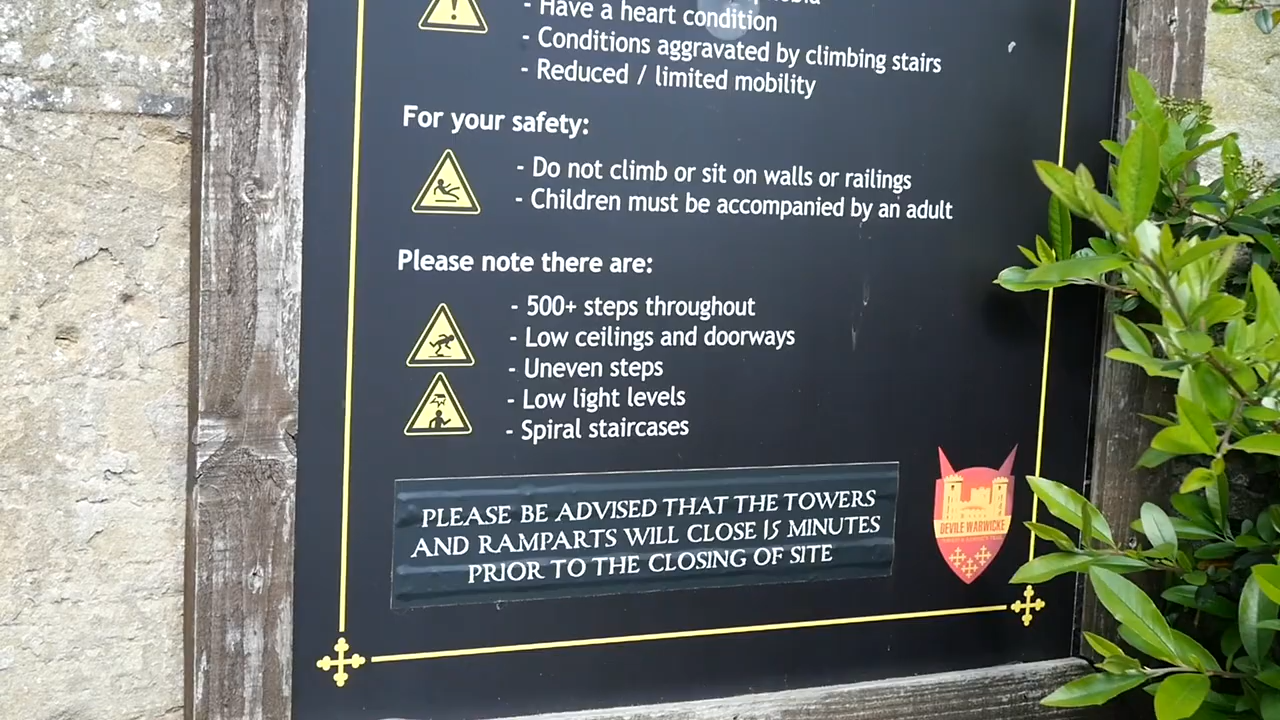 - Have a heart condition
- Conditions aggravated by climbing stairs
- Reduced / limited mobility
For your safety:
- Do not climb or sit on walls or railings
- Children must be accompanied by an adult
Please note there are:
- 500+ steps throughout
- Low ceilings and doorways
- Uneven steps
- Low light levels
- Spiral staircases
PLEASE BE ADVISED THAT THE TOWERS
AND RAMPARTS WILL CLOSE 15 MINUTES
PRIOR TO THE CLOSING OF SITE
DEVILE WARWICKE